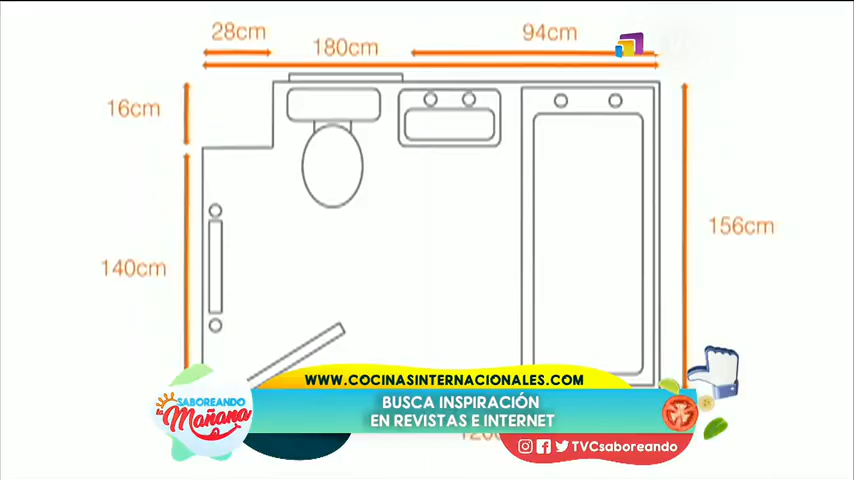 28cm
180cm
94cm
16cm
156cm
140cm
WWW.COCINASINTERNACIONALES.COM
SABOREANDO
Mañana
BUSCA INSPIRACIÓN
EN REVISTAS E INTERNET
TVCsaboreando